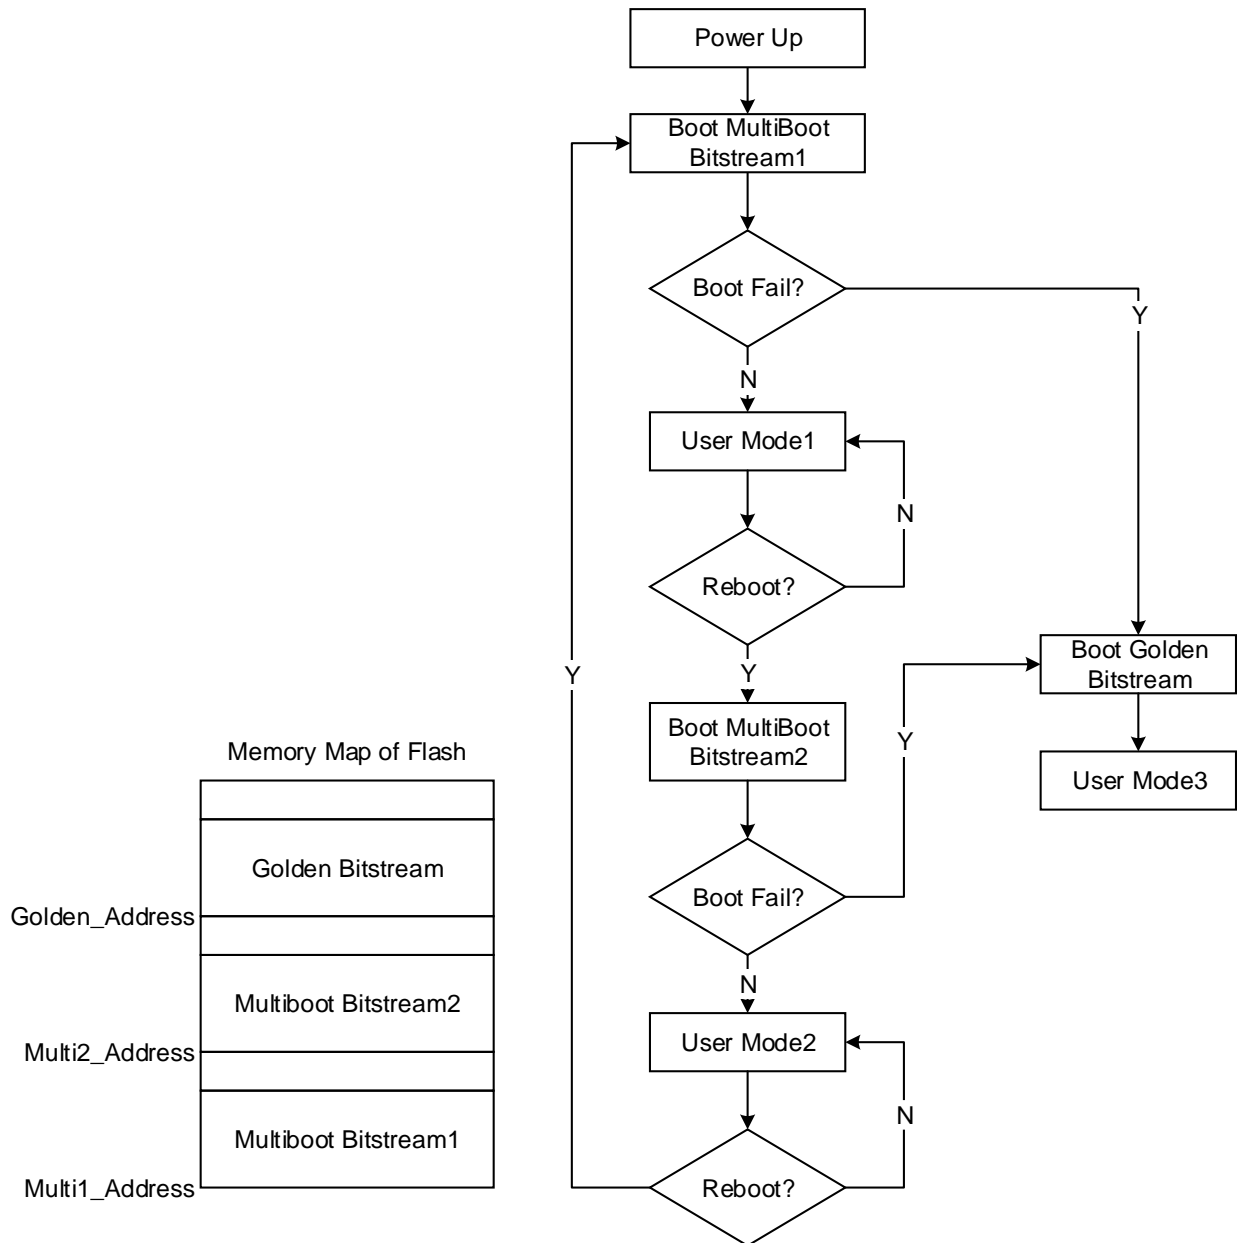 Power Up
Boot MultiBoot
Bitstream1
Boot Fail?
Y
N
User Mode1
N
Reboot?
Y
Boot MultiBoot
Bitstream2
Y
Boot Golden
Bitstream
User Mode3
Boot Fail?
N
User Mode2
N
Reboot?
Y
Memory Map of Flash
Golden Bitstream
Golden_Address
Multiboot Bitstream2
Multi2_Address
Multiboot Bitstream1
Multi1_Address